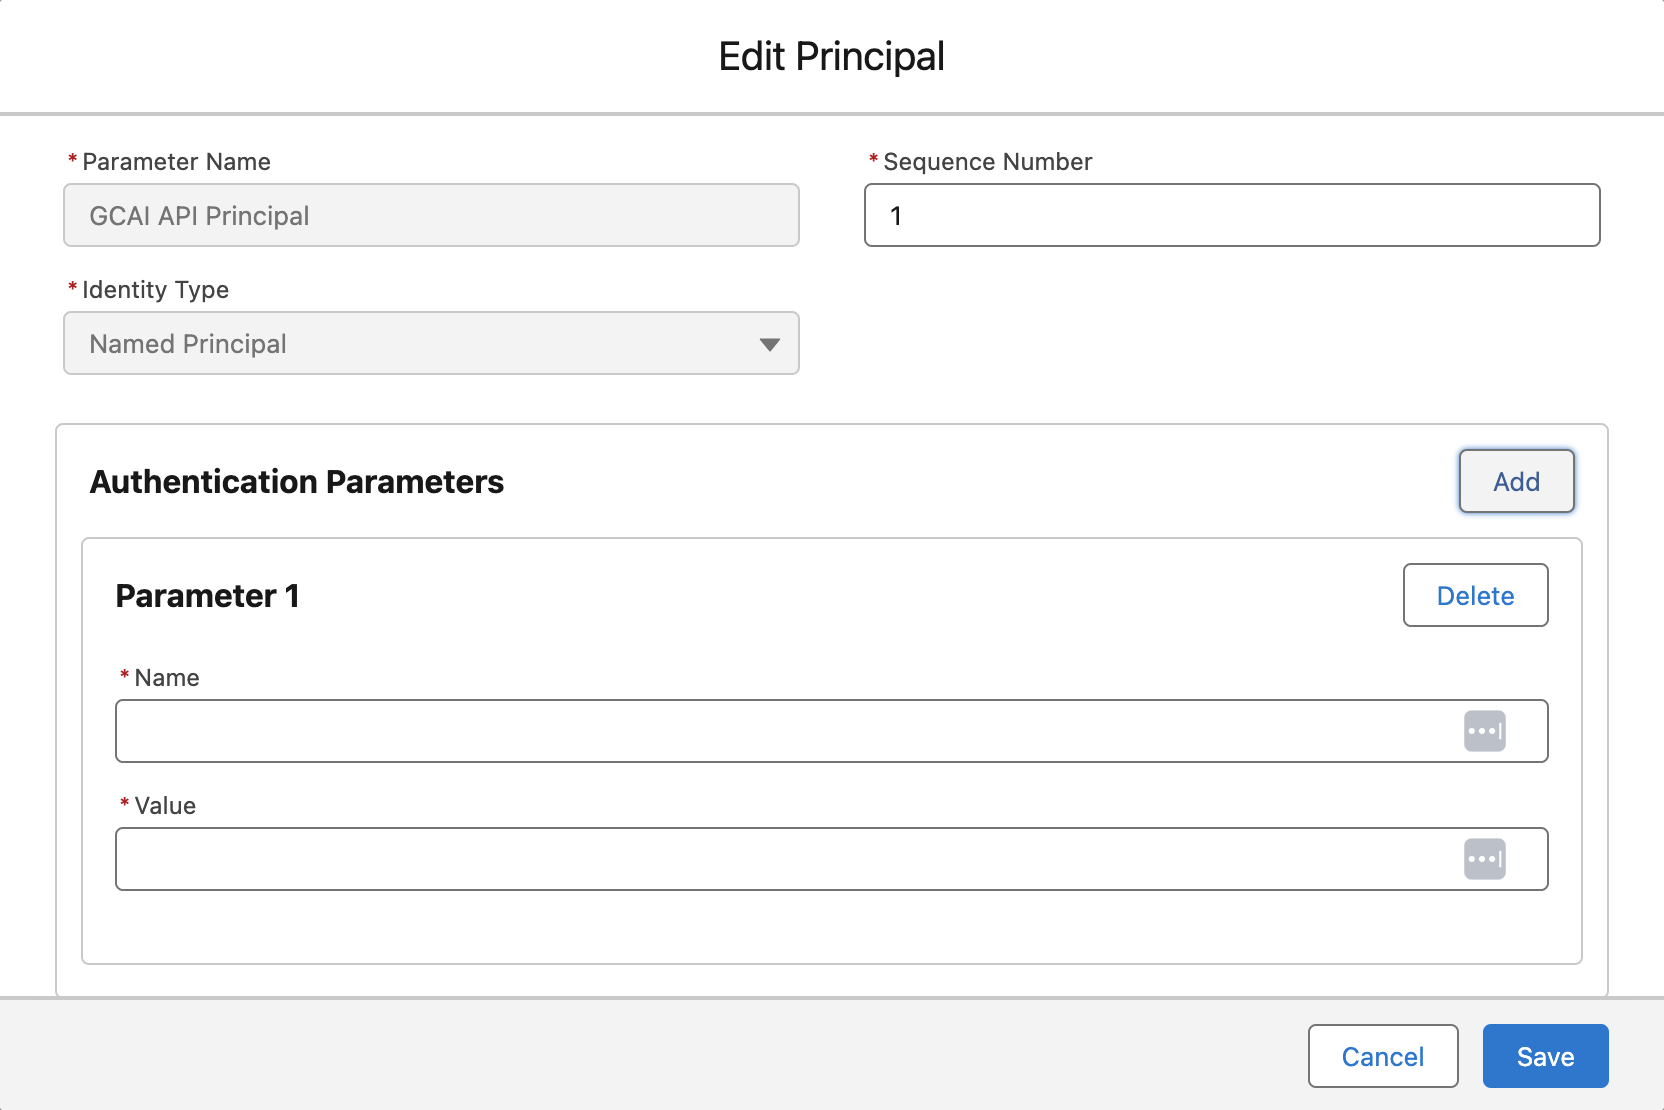 Edit Principal
* Parameter Name
GCAI API Principal
* Sequence Number
1
* Identity Type
Named Principal
Authentication Parameters
Add
Parameter 1
Delete
* Name
* Value
Cancel
Save